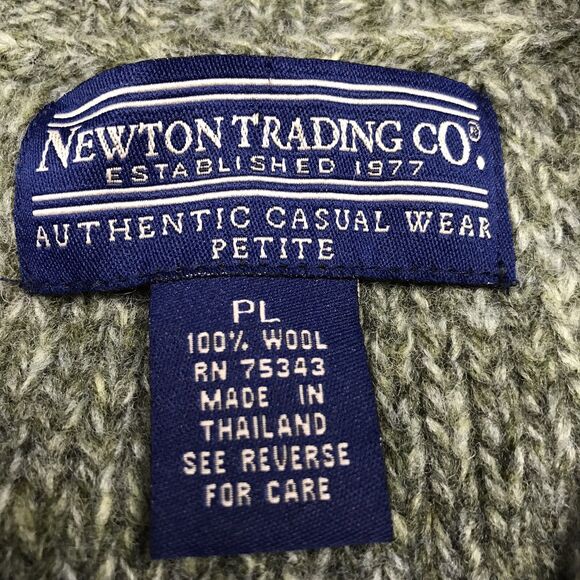 NEWTON TRADING CO.®
ESTABLISHED 1977
AUTHENTIC CASUAL WEAR
PETITE
PL
100% WOOL
RN 75343
MADE IN
THAILAND
SEE REVERSE
FOR CARE